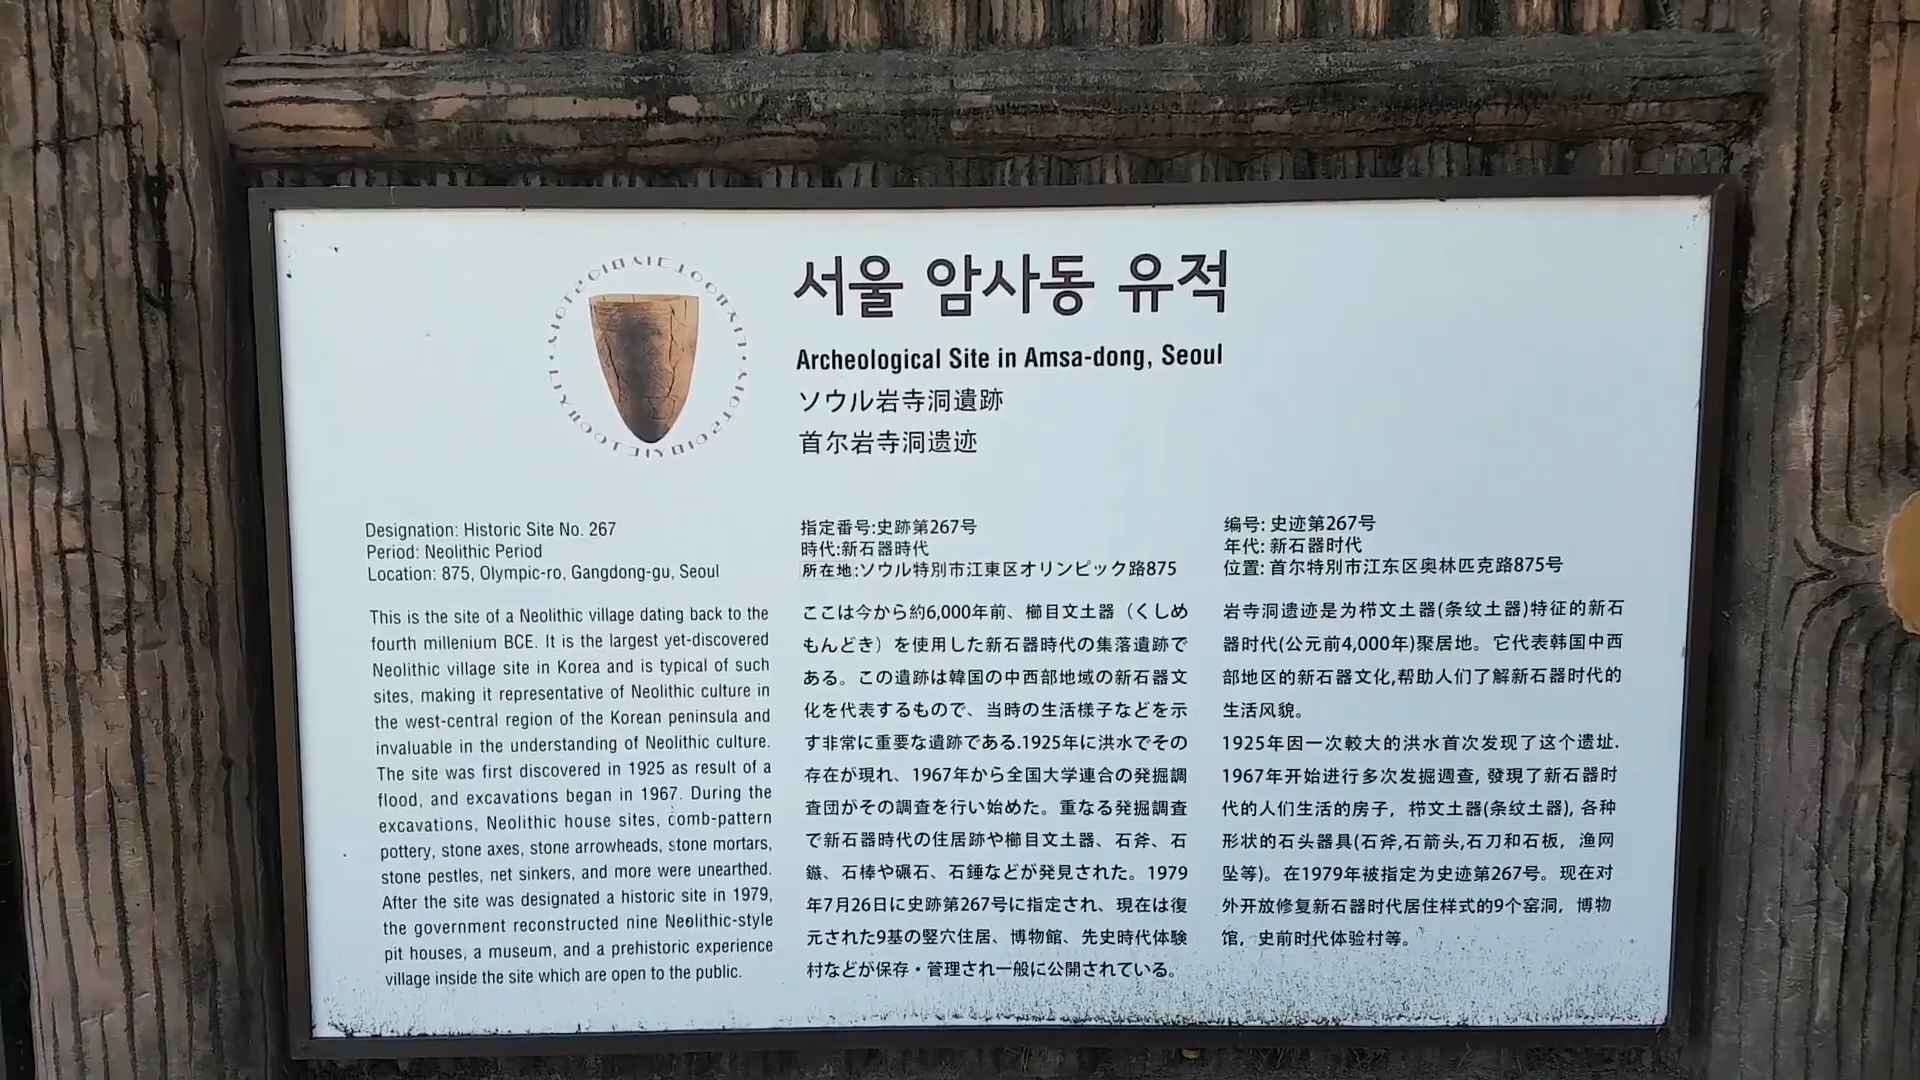 서울 암사동 유적
Archeological Site in Amsa-dong, Seoul
ソウル岩寺洞遺跡
首尔岩寺洞遗迹
Designation: Historic Site No. 267
Period: Neolithic Period
Location: 875, Olympic-ro, Gangdong-gu, Seoul
This is the site of a Neolithic village dating back to the
fourth millenium BCE. It is the largest yet-discovered
Neolithic village site in Korea and is typical of such
sites, making it representative of Neolithic culture in
the west-central region of the Korean peninsula and
invaluable in the understanding of Neolithic culture.
The site was first discovered in 1925 as result of a
flood, and excavations began in 1967. During the
excavations, Neolithic house sites, comb-pattern
pottery, stone axes, stone arrowheads, stone mortars,
stone pestles, net sinkers, and more were unearthed.
After the site was designated a historic site in 1979,
the government reconstructed nine Neolithic-style
pit houses, a museum, and a prehistoric experience
village inside the site which are open to the public.
指定番号:史跡第267号
時代:新石器時代
所在地:ソウル特別市江東区オリンピック路875
ここは今から約6,000年前、櫛目文土器（くしめ
もんどき）を使用した新石器時代の集落遺跡で
ある。この遺跡は韓国の中西部地域の新石器文
化を代表するもので、当時の生活様子などを示
す非常に重要な遺跡である.1925年に洪水でその
存在が現れ、1967年から全国大学連合の発掘調
査団がその調査を行い始めた。重なる発掘調査
で新石器時代の住居跡や櫛目文土器、石斧、石
鏃、石棒や碾石、石錘などが発見された。1979
年7月26日に史跡第267号に指定され、現在は復
元された9基の竪穴住居、博物館、先史時代体験
村などが保存・管理され一般に公開されている。
编号: 史迹第267号
年代: 新石器时代
位置: 首尔特別市江东区奥林匹克路875号
岩寺洞遗迹是为栉文土器(条纹土器)特征的新石
器时代(公元前4,000年)聚居地。它代表韩国中西
部地区的新石器文化,帮助人们了解新石器时代的
生活风貌。
1925年因一次較大的洪水首次发现了这个遗址.
1967年开始进行多次发掘调查, 發現了新石器时
代的人们生活的房子，栉文土器(条纹土器), 各种
形状的石头器具(石斧,石箭头,石刀和石板，渔网
坠等)。在1979年被指定为史迹第267号。现在对
外开放修复新石器时代居住样式的9个窑洞，博物
馆，史前时代体验村等。